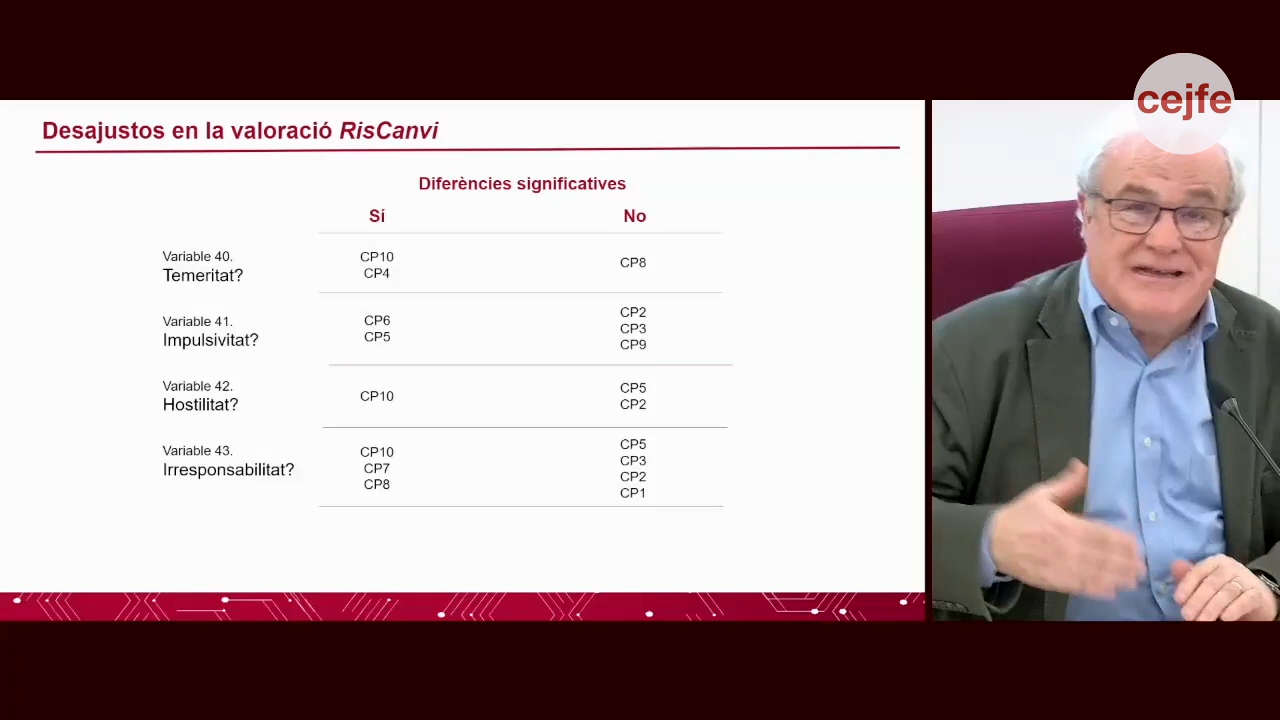 cejfe
Desajustos en la valoració RisCanvi
Diferències significatives
Sí
No
Variable 40.
Temeritat?
CP10
CP4
CP8
Variable 41.
Impulsivitat?
CP6
CP5
CP2
CP3
CP9
Variable 42.
Hostilitat?
CP10
CP5
CP2
Variable 43.
Irresponsabilitat?
CP10
CP7
CP8
CP5
CP3
CP2
CP1